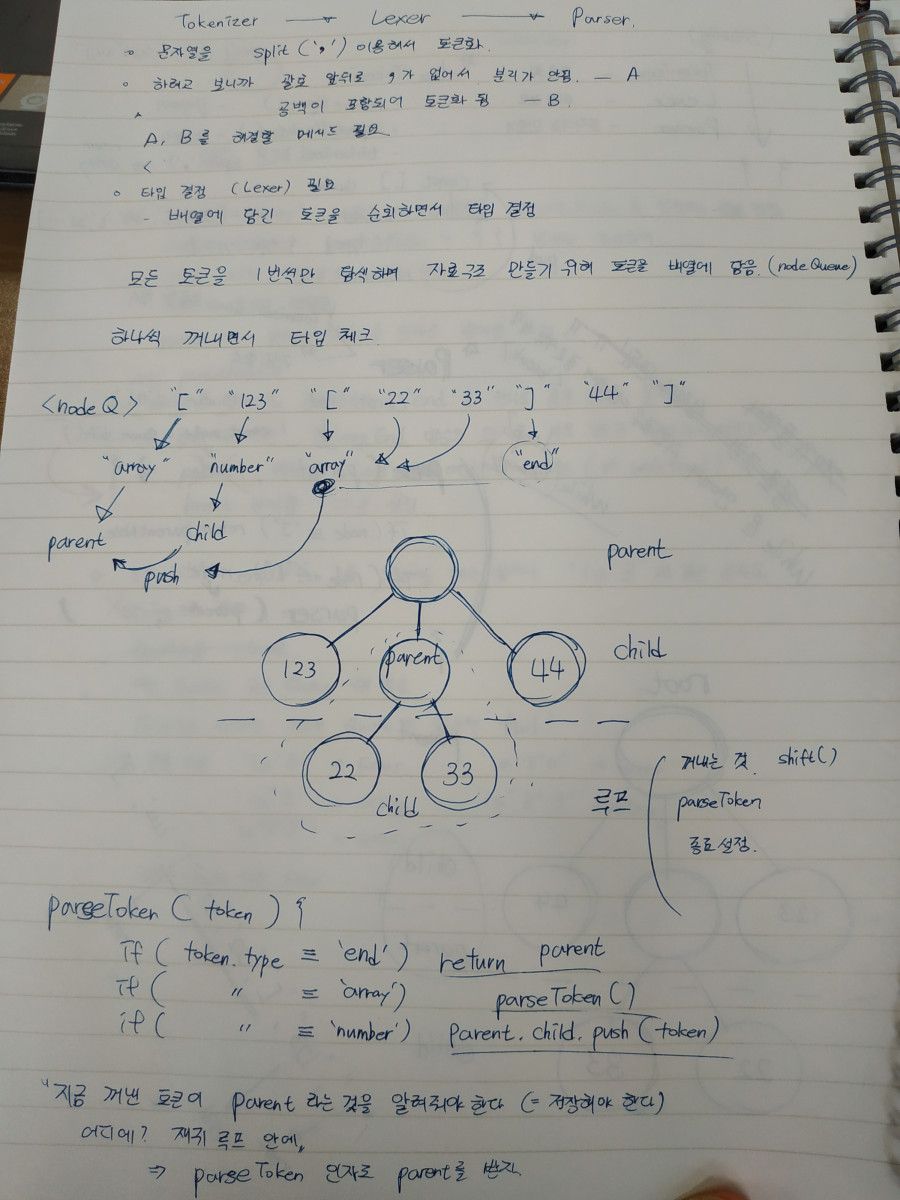 Tokenizer → Lexer → Parser.
◦ 문자열을 split(',') 이용해서 토큰화.
◦ 하려고 보니까 괄호 앞뒤로 ,가 없어서 분리가 안됨. — A
공백이 포함되어 토큰화 됨 — B.
A, B를 해결할 메서드 필요
<
◦ 타입 결정 (Lexer) 필요
- 배열에 담긴 토큰을 순회하면서 타입 결정
모든 토큰을 1번씩만 탐색하며 자료구조 만들기 위해 토큰을 배열에 담음. (node Queue)
하나씩 꺼내면서 타입 체크.
<node Q> "[" "123" "[" "22" "33" "]" "44" "]"
"array" "number" "array" "end"
parent child
push
parent
123 parent 44 child
22 33
child
루프
꺼내는 것. shift()
parseToken
종료설정.
parseToken ( token ) {
if ( token. type ≡ 'end' ) return parent
if ( " ≡ 'array') parseToken ( )
if ( " ≡ 'number') parent. child. push (token)
"지금 꺼낸 토큰이 parent 라는 것을 알려줘야 한다 (= 저장해야 한다)
어디에? 재귀 루프 안에,
⇒ parseToken 인자로 parent를 받자.